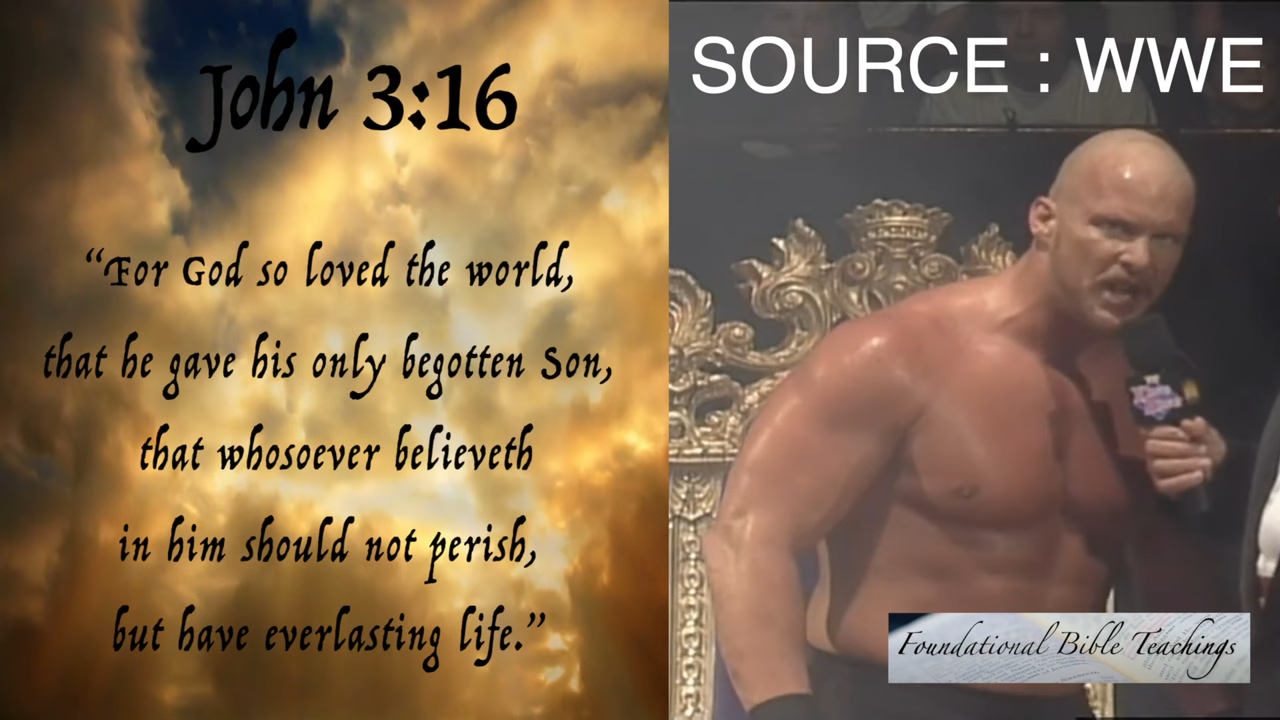 John 3:16
“For God so loved the world,
that he gave his only begotten Son,
that whosoever believeth
in him should not perish,
but have everlasting life.”
SOURCE : WWE
Foundational Bible Teachings